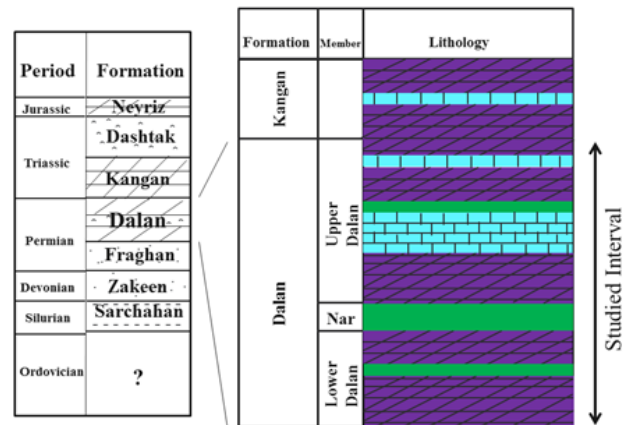 Period Formation
Jurassic Neyriz
Triassic Dashtak
Kangan
Permian Dalan
Fraghan
Devonian Zakeen
Silurian Sarchahan
Ordovician ?
Formation Member Lithology
Kangan
Dalan
Upper
Dalan
Nar
Lower
Dalan
Studied Interval